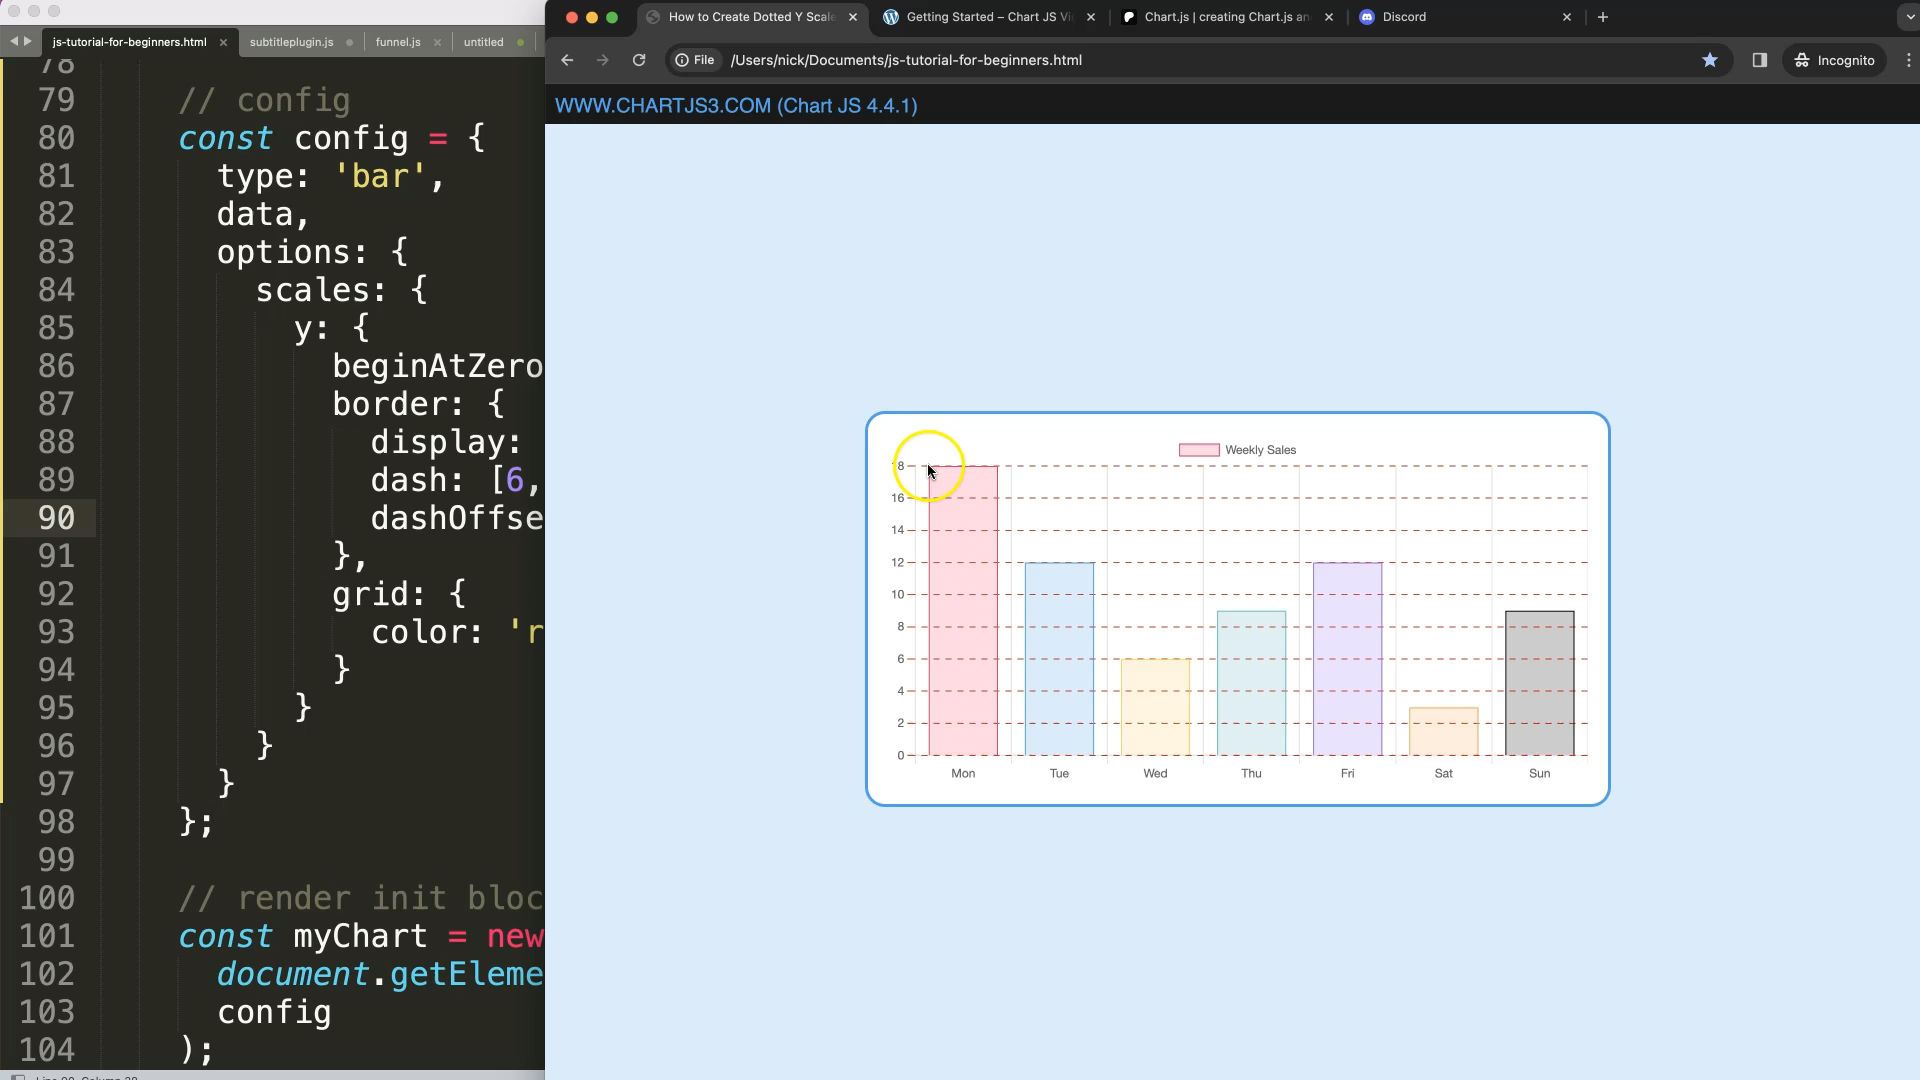 js-tutorial-for-beginners.html
subtitleplugin.js
funnel.js
untitled
78
79 // config
80 const config = {
81 type: 'bar',
82 data,
83 options: {
84 scales: {
85 y: {
86 beginAtZero
87 border: {
88 display:
89 dash: [6,
90 dashOffse
91 },
92 grid: {
93 color: 'r
94 }
95 }
96 }
97 }
98 };
99
100 // render init bloc
101 const myChart = new
102 document.getEleme
103 config
104 );
How to Create Dotted Y Scale
Getting Started – Chart JS Vi
Chart.js | creating Chart.js an
Discord
File
/Users/nick/Documents/js-tutorial-for-beginners.html
Incognito
WWW.CHARTJS3.COM (Chart JS 4.4.1)
Weekly Sales
18
16
14
12
10
8
6
4
2
0
Mon Tue Wed Thu Fri Sat Sun